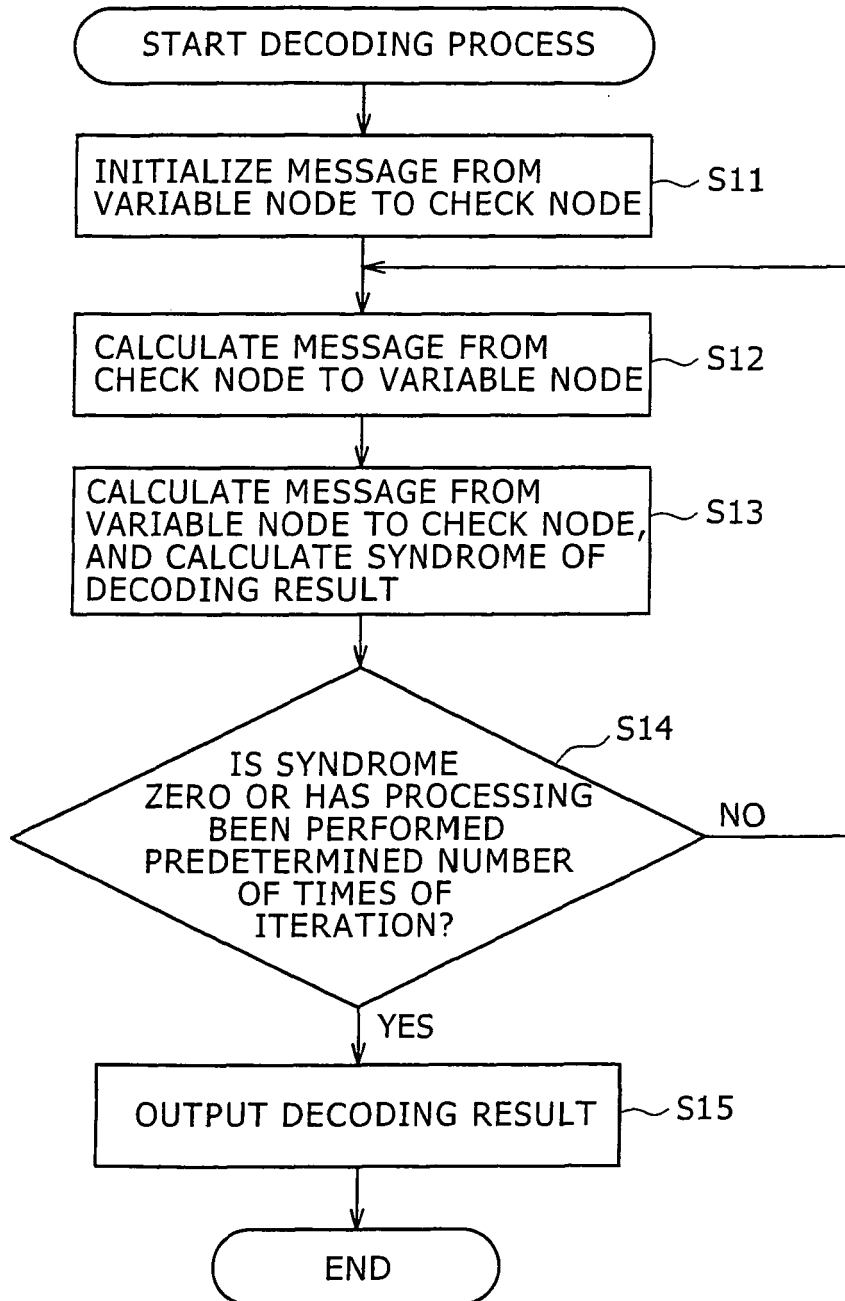 START DECODING PROCESS
INITIALIZE MESSAGE FROM
VARIABLE NODE TO CHECK NODE
S11
CALCULATE MESSAGE FROM
CHECK NODE TO VARIABLE NODE
S12
CALCULATE MESSAGE FROM
VARIABLE NODE TO CHECK NODE,
AND CALCULATE SYNDROME OF
DECODING RESULT
S13
S14
IS SYNDROME
ZERO OR HAS PROCESSING
BEEN PERFORMED
PREDETERMINED NUMBER
OF TIMES OF
ITERATION?
NO
YES
OUTPUT DECODING RESULT
S15
END